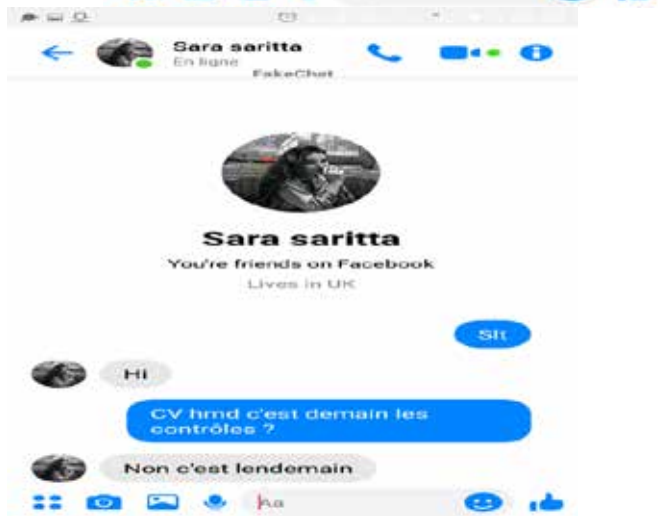 Sara saritta
En ligne
FakeChat
Sara saritta
You're friends on Facebook
Lives in UK
Slt
Hi
CV hmd c'est demain les
contrôles ?
Non c'est lendemain
Aa